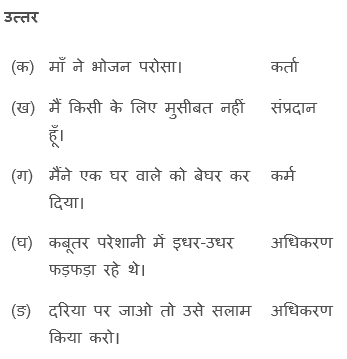 उत्तर
(क) माँ ने भोजन परोसा। कर्ता
(ख) मैं किसी के लिए मुसीबत नहीं संप्रदान
हूँ।
(ग) मैंने एक घर वाले को बेघर कर कर्म
दिया।
(घ) कबूतर परेशानी में इधर-उधर अधिकरण
फड़फड़ा रहे थे।
(ङ) दरिया पर जाओ तो उसे सलाम अधिकरण
किया करो।